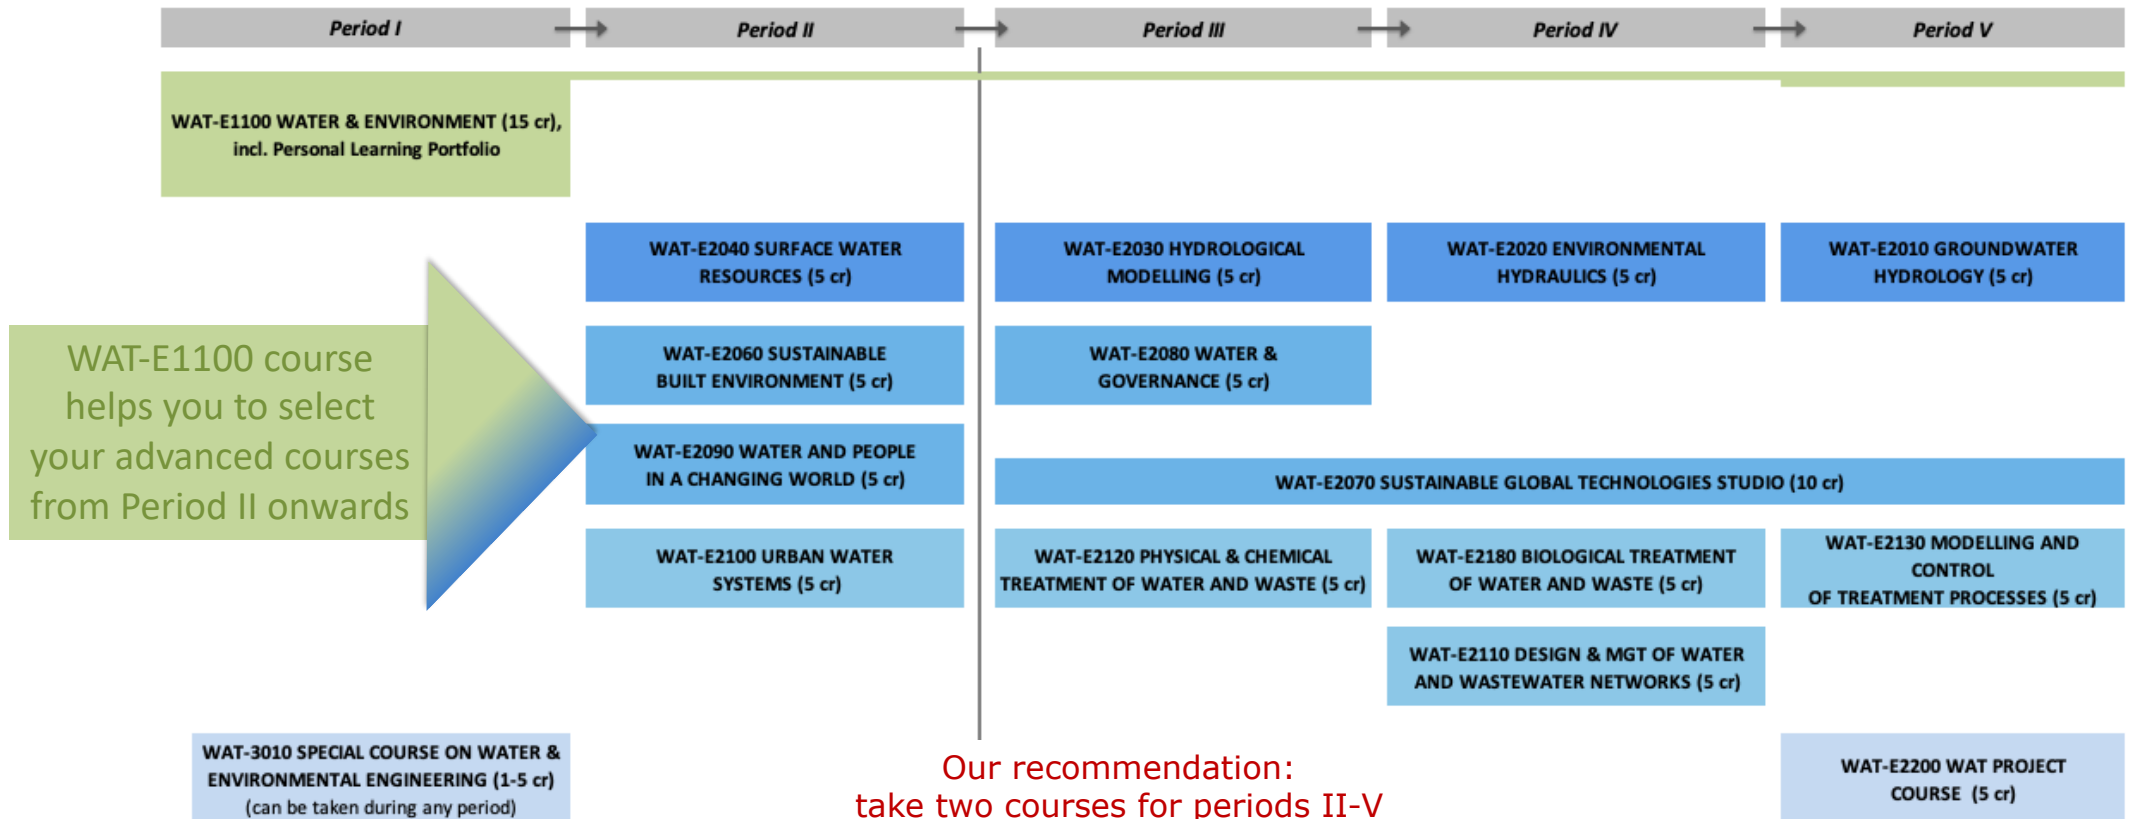 Period I
Period II
Period III
Period IV
Period V
WAT-E1100 WATER & ENVIRONMENT (15 cr),
incl. Personal Learning Portfolio
WAT-E2040 SURFACE WATER
RESOURCES (5 cr)
WAT-E2030 HYDROLOGICAL
MODELLING (5 cr)
WAT-E2020 ENVIRONMENTAL
HYDRAULICS (5 cr)
WAT-E2010 GROUNDWATER
HYDROLOGY (5 cr)
WAT-E1100 course
helps you to select
your advanced courses
from Period II onwards
WAT-E2060 SUSTAINABLE
BUILT ENVIRONMENT (5 cr)
WAT-E2080 WATER &
GOVERNANCE (5 cr)
WAT-E2090 WATER AND PEOPLE
IN A CHANGING WORLD (5 cr)
WAT-E2070 SUSTAINABLE GLOBAL TECHNOLOGIES STUDIO (10 cr)
WAT-E2100 URBAN WATER
SYSTEMS (5 cr)
WAT-E2120 PHYSICAL & CHEMICAL
TREATMENT OF WATER AND WASTE (5 cr)
WAT-E2180 BIOLOGICAL TREATMENT
OF WATER AND WASTE (5 cr)
WAT-E2130 MODELLING AND
CONTROL
OF TREATMENT PROCESSES (5 cr)
WAT-E2110 DESIGN & MGT OF WATER
AND WASTEWATER NETWORKS (5 cr)
WAT-3010 SPECIAL COURSE ON WATER &
ENVIRONMENTAL ENGINEERING (1-5 cr)
(can be taken during any period)
Our recommendation:
take two courses for periods II-V
WAT-E2200 WAT PROJECT
COURSE (5 cr)